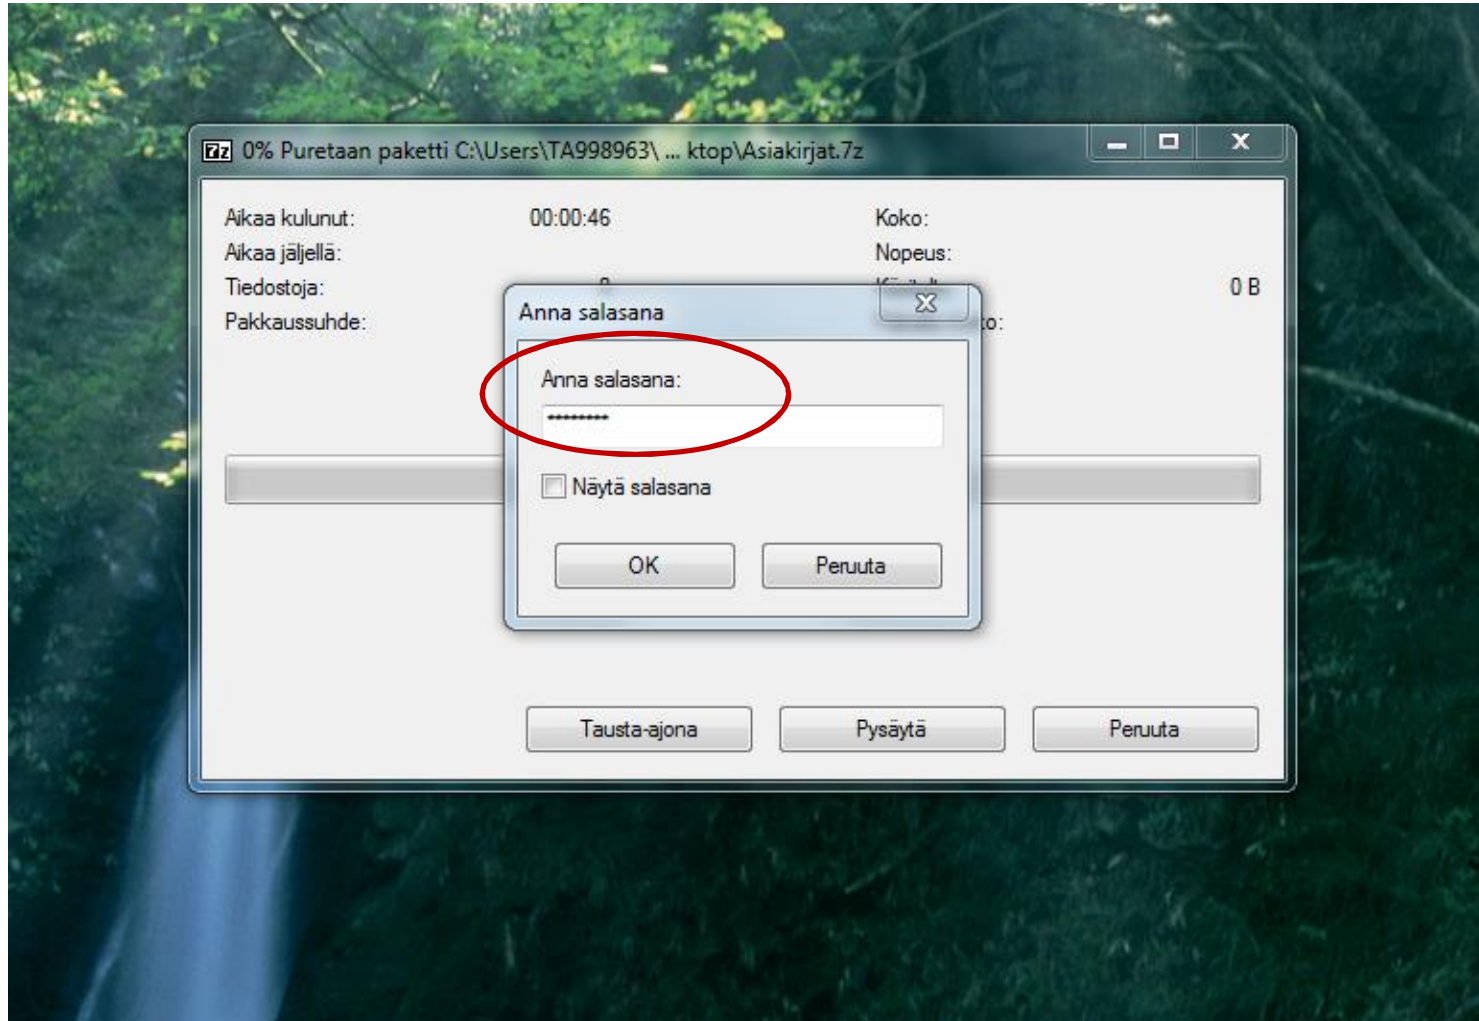 7z 0% Puretaan paketti C:\Users\TA998963\ ... ktop\Asiakirjat.7z
Aikaa kulunut: 00:00:46 Koko:
Aikaa jäljellä: Nopeus:
Tiedostoja: 0 B
Pakkaussuhde:
Anna salasana
Anna salasana:
********
Näytä salasana
OK Peruuta
Tausta-ajona Pysäytä Peruuta